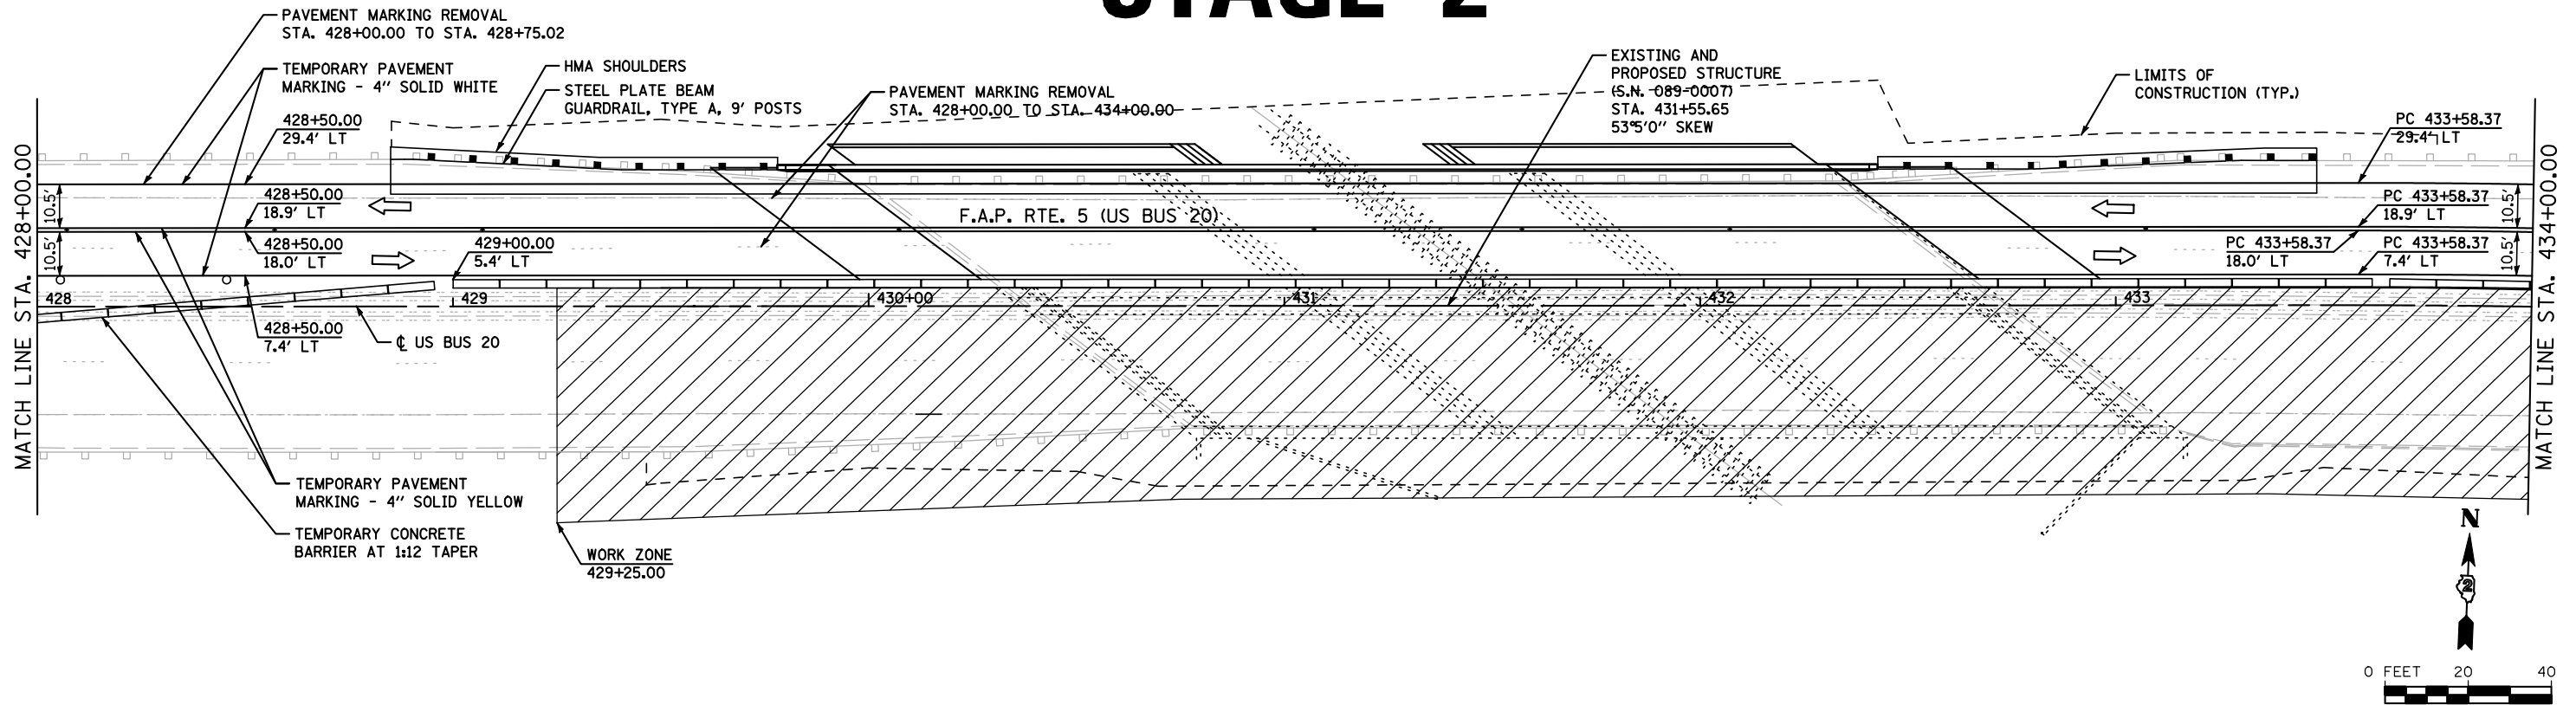 STAGE 2
PAVEMENT MARKING REMOVAL
STA. 428+00.00 TO STA. 428+75.02
TEMPORARY PAVEMENT
MARKING - 4" SOLID WHITE
428+50.00
29.4' LT
HMA SHOULDERS
STEEL PLATE BEAM
GUARDRAIL, TYPE A, 9' POSTS
PAVEMENT MARKING REMOVAL
STA. 428+00.00 TO STA. 434+00.00
EXISTING AND
PROPOSED STRUCTURE
(S.N. 089-0007)
STA. 431+55.65
53°5'0" SKEW
LIMITS OF
CONSTRUCTION (TYP.)
PC 433+58.37
29.4' LT
MATCH LINE STA. 428+00.00
10.5'
10.5'
428+50.00
18.9' LT
428+50.00
18.0' LT
429+00.00
5.4' LT
F.A.P. RTE. 5 (US BUS 20)
PC 433+58.37
18.9' LT
PC 433+58.37
18.0' LT
PC 433+58.37
7.4' LT
10.5'
10.5'
MATCH LINE STA. 434+00.00
428
429
430+00
431
432
433
428+50.00
7.4' LT
℄ US BUS 20
TEMPORARY PAVEMENT
MARKING - 4" SOLID YELLOW
TEMPORARY CONCRETE
BARRIER AT 1:12 TAPER
WORK ZONE
429+25.00
N
2
0 FEET 20 40